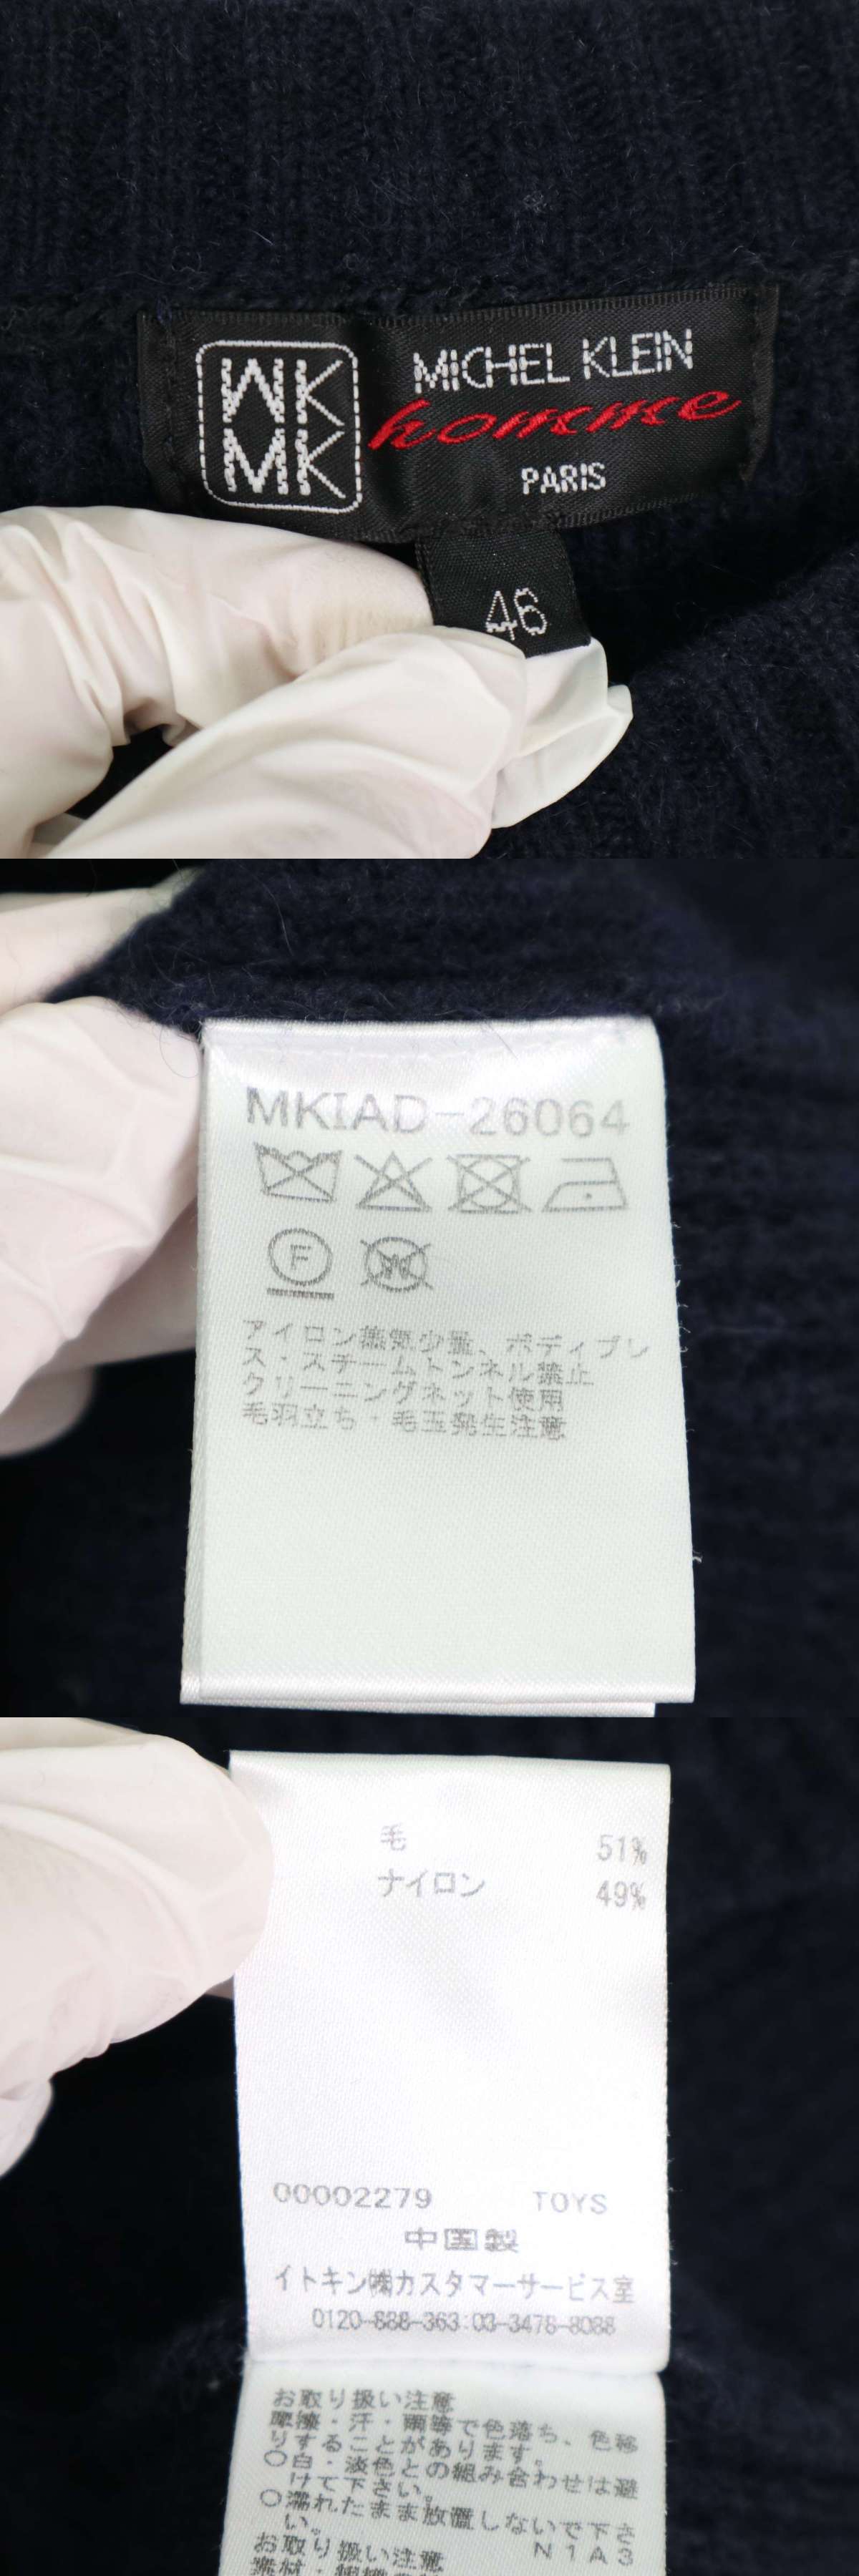 MK
MK
MICHEL KLEIN
homme
PARIS
46
MKIAD-26064
F
W
アイロン蒸気少量、ボディプレ
ス・スチームトンネル禁止
クリーニングネット使用
毛羽立ち・毛玉発生注意
毛 51%
ナイロン 49%
00002279 TOYS
中国製
イトキン㈱カスタマーサービス室
0120-888-363:03-3478-8088
お取り扱い注意
摩擦・汗・雨等で色落ち、色移
りすることがあります。
○白・淡色との組み合わせは避
けて下さい。
○濡れたまま放置しないで下さ
い。
N1A3
お取り扱い注意